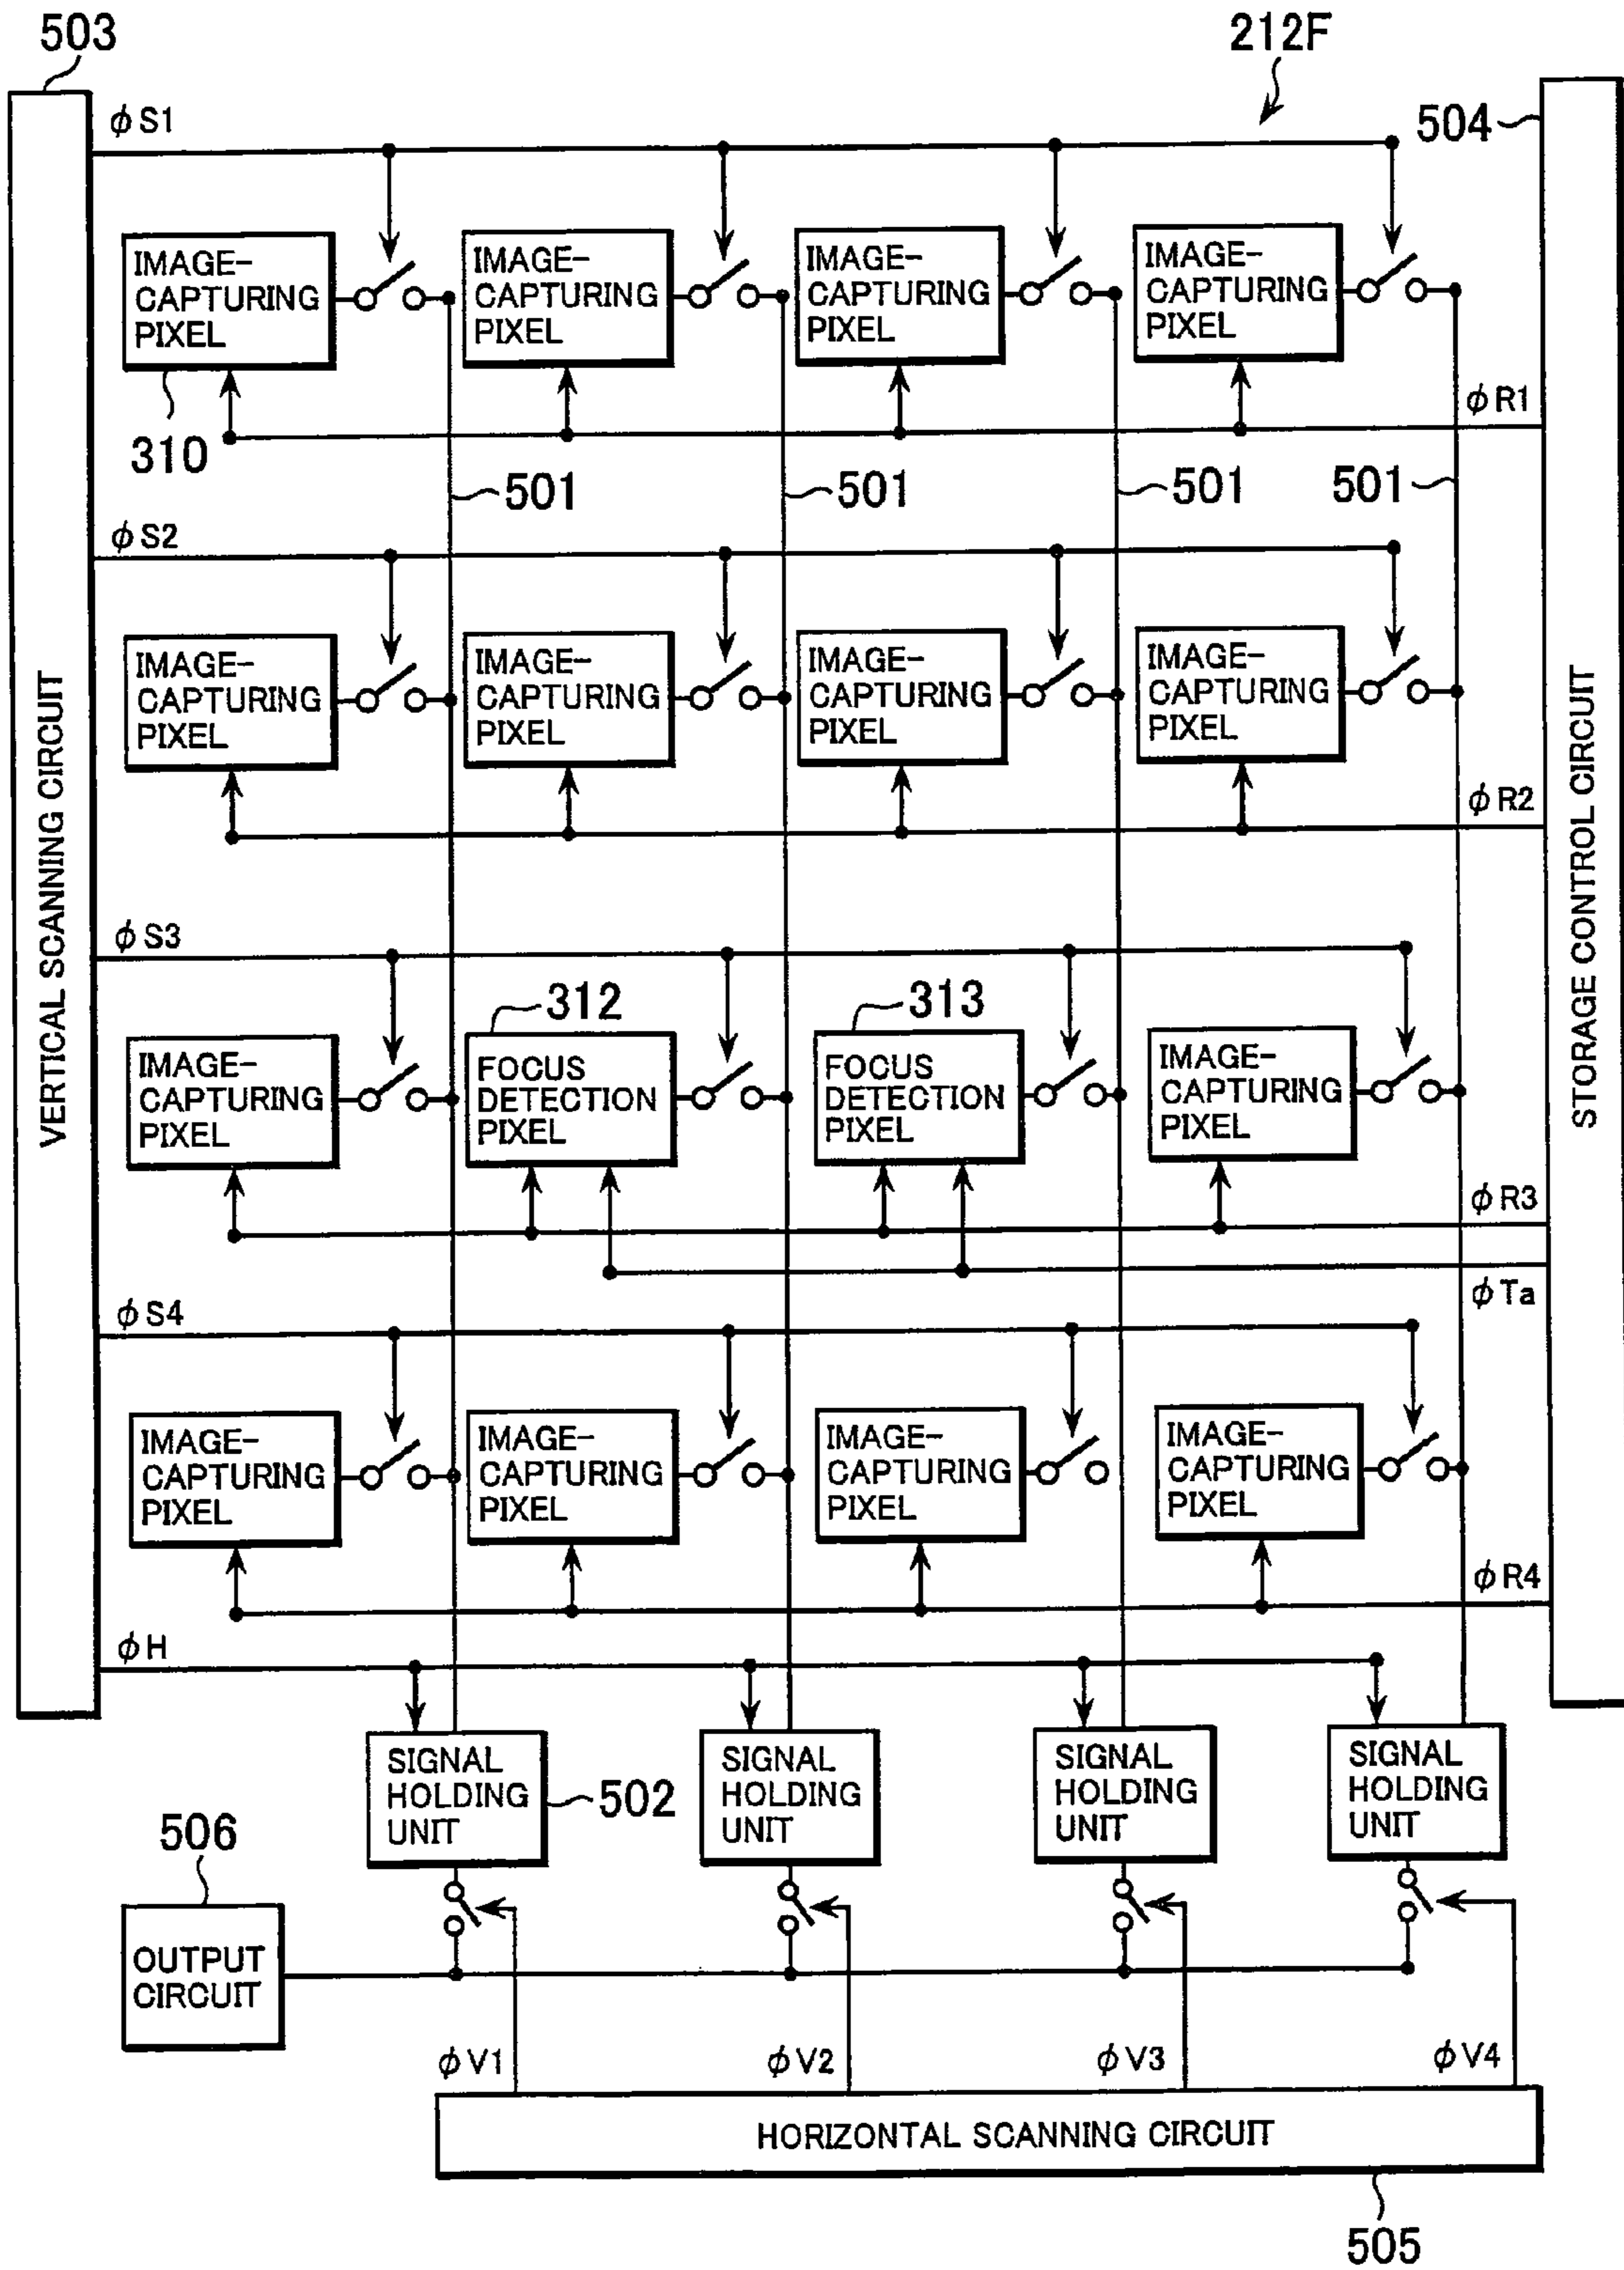 503
212F
504
φS1
IMAGE-
CAPTURING
PIXEL
IMAGE-
CAPTURING
PIXEL
IMAGE-
CAPTURING
PIXEL
IMAGE-
CAPTURING
PIXEL
φR1
310
501
501
501
501
φS2
IMAGE-
CAPTURING
PIXEL
IMAGE-
CAPTURING
PIXEL
IMAGE-
CAPTURING
PIXEL
IMAGE-
CAPTURING
PIXEL
φR2
VERTICAL SCANNING CIRCUIT
STORAGE CONTROL CIRCUIT
φS3
312
313
IMAGE-
CAPTURING
PIXEL
FOCUS
DETECTION
PIXEL
FOCUS
DETECTION
PIXEL
IMAGE-
CAPTURING
PIXEL
φR3
φTa
φS4
IMAGE-
CAPTURING
PIXEL
IMAGE-
CAPTURING
PIXEL
IMAGE-
CAPTURING
PIXEL
IMAGE-
CAPTURING
PIXEL
φR4
φH
SIGNAL
HOLDING
UNIT
502
SIGNAL
HOLDING
UNIT
SIGNAL
HOLDING
UNIT
SIGNAL
HOLDING
UNIT
506
OUTPUT
CIRCUIT
φV1
φV2
φV3
φV4
HORIZONTAL SCANNING CIRCUIT
505